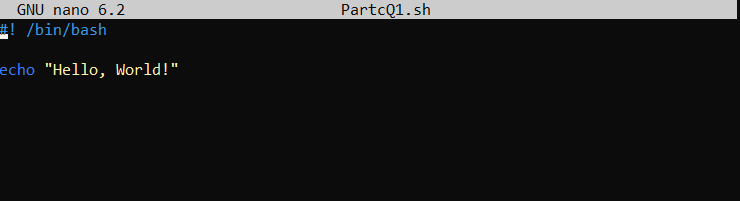 GNU nano 6.2 PartcQ1.sh
#! /bin/bash
echo "Hello, World!"